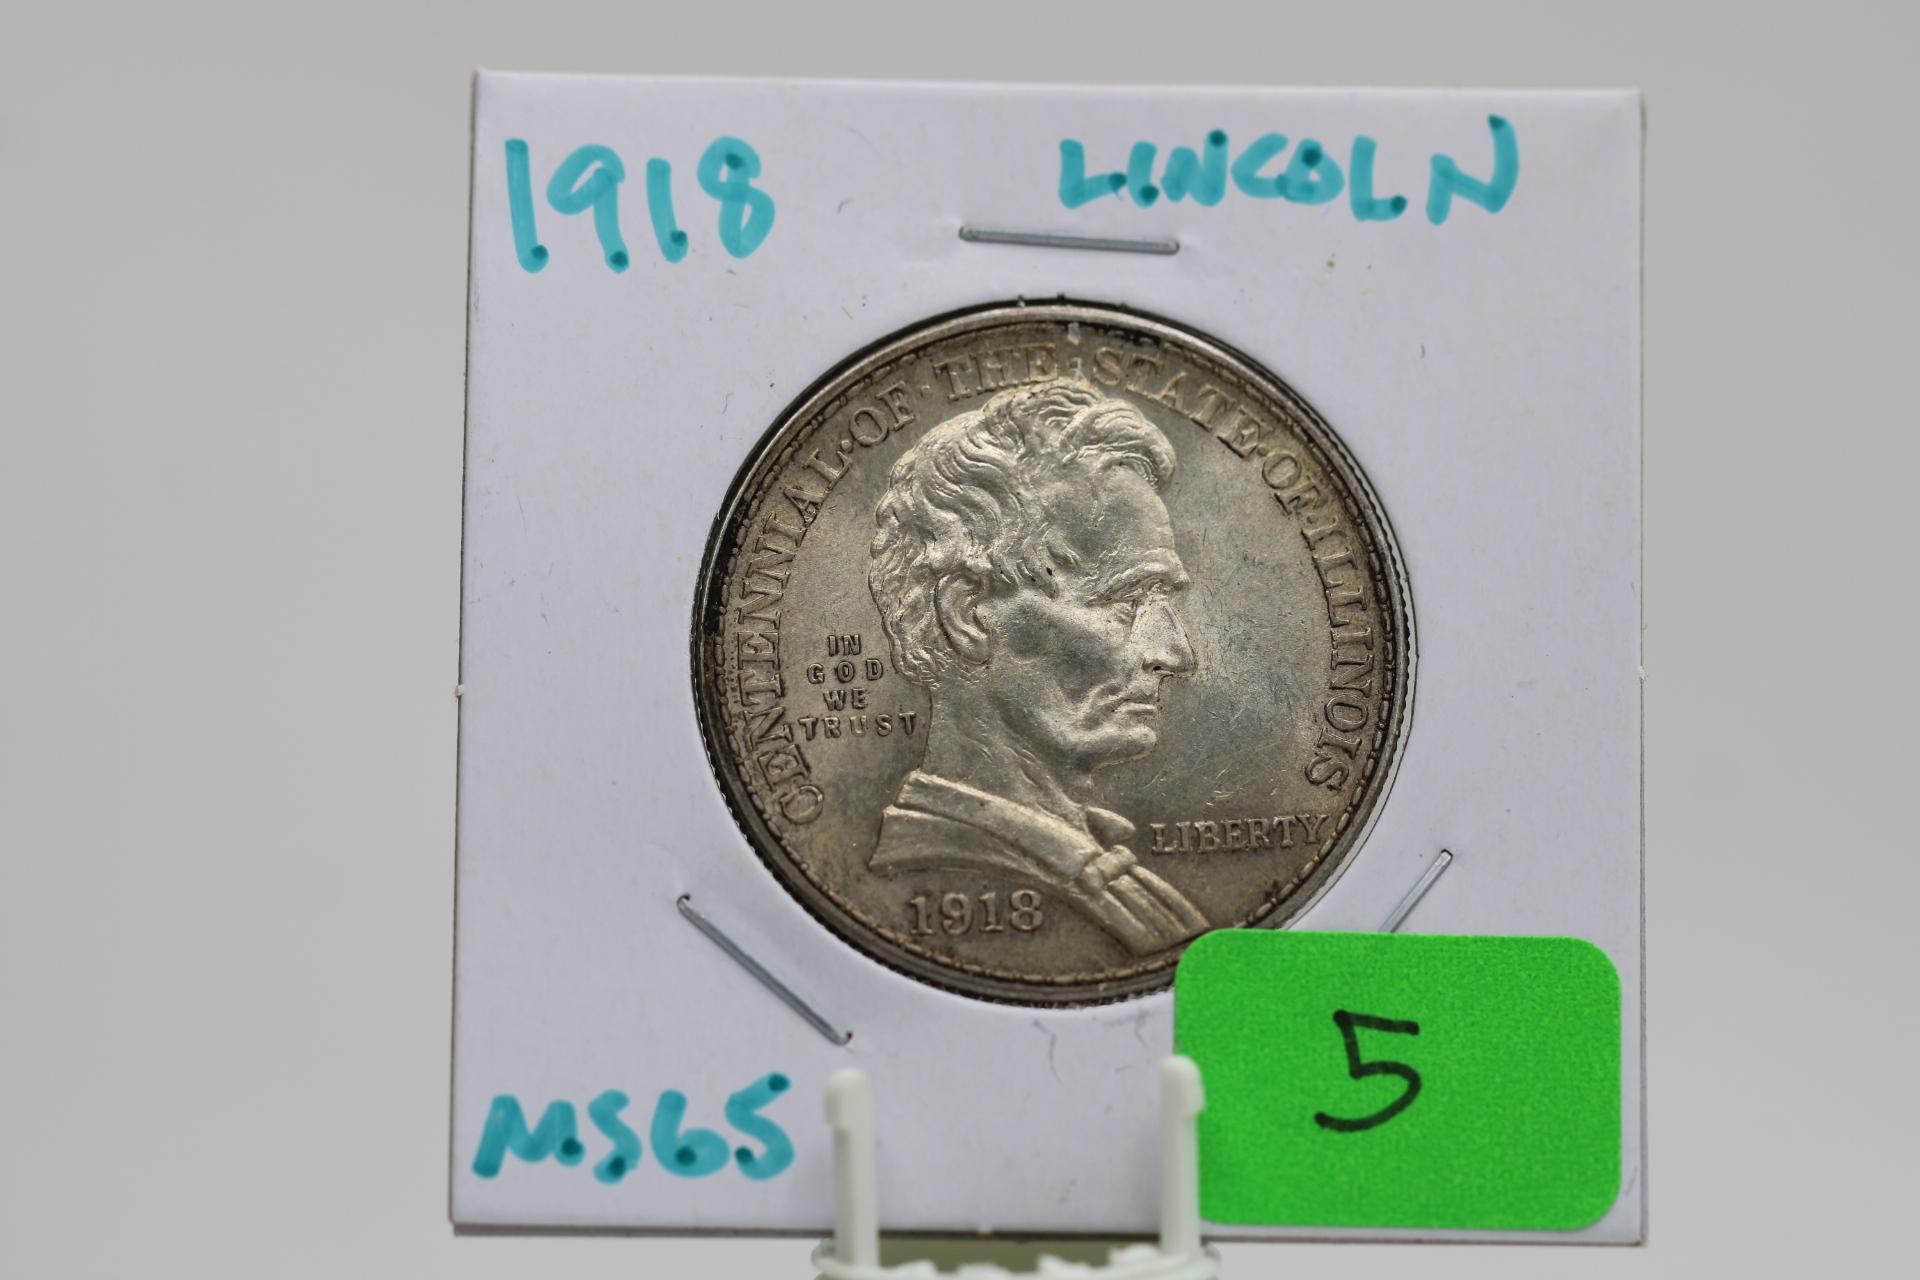 1918 LINCOLN
CENTENNIAL·OF·THE·STATE·OF·ILLINOIS
IN
GOD
WE
TRUST
LIBERTY
1918
MS65
5